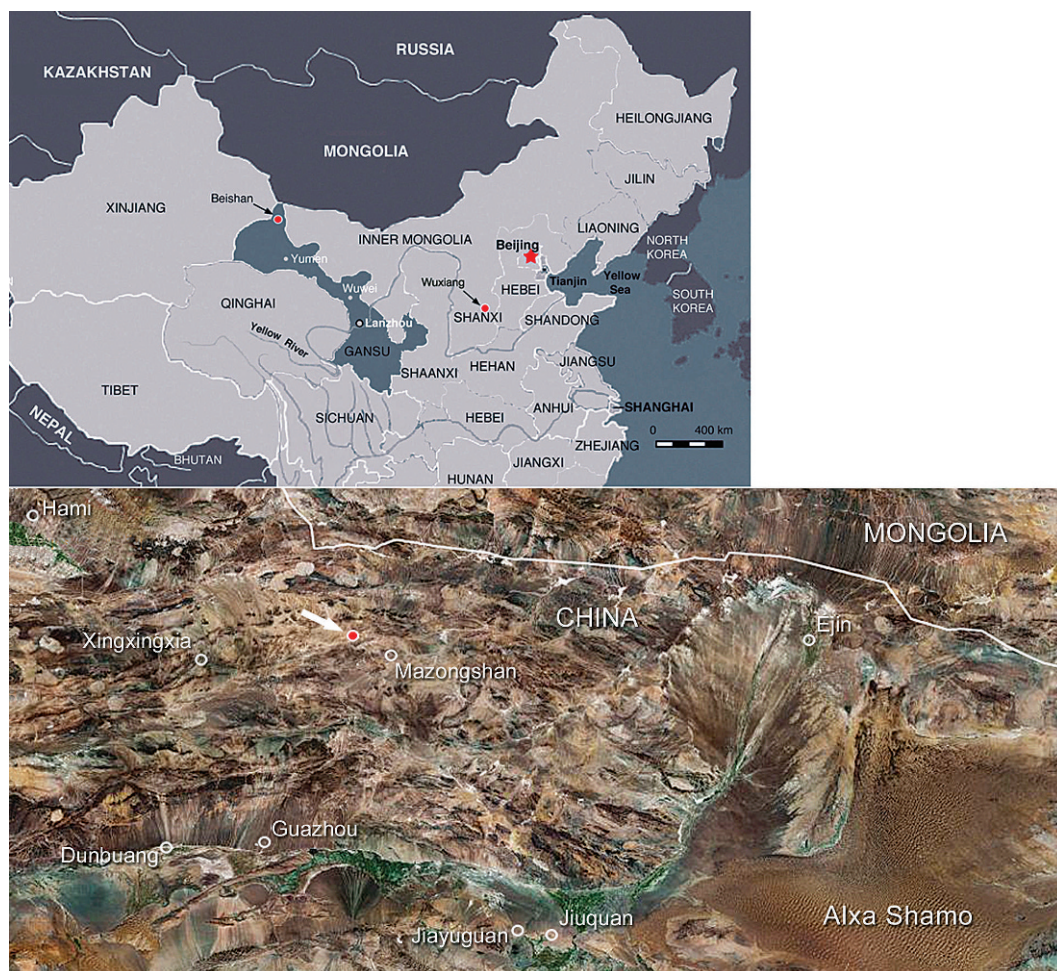 RUSSIA
KAZAKHSTAN
HEILONGJIANG
MONGOLIA
JILIN
Beishan
XINJIANG
LIAONING
INNER MONGOLIA
Beijing
NORTH
KOREA
Yumen
Tianjin
Yellow
Sea
HEBEI
Wuxiang
Wuwei
QINGHAI
SOUTH
KOREA
SHANXI
SHANDONG
Lanzhou
Yellow River
GANSU
JIANGSU
HEHAN
SHAANXI
TIBET
ANHUI
SHANGHAI
SICHUAN
HEBEI
NEPAL
0 400 km
ZHEJIANG
BHUTAN
JIANGXI
HUNAN
Hami
MONGOLIA
CHINA
Ejin
Xingxingxia
Mazongshan
Guazhou
Dunbuang
Jiuquan
Alxa Shamo
Jiayuguan